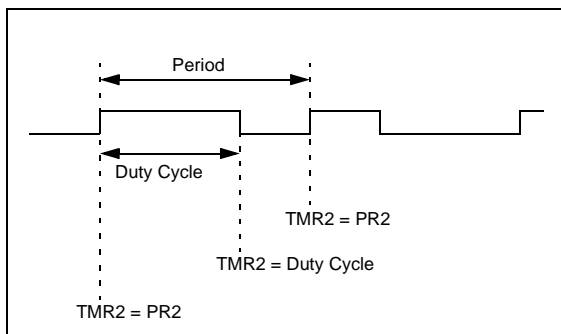 Period
Duty Cycle
TMR2 = PR2
TMR2 = Duty Cycle
TMR2 = PR2